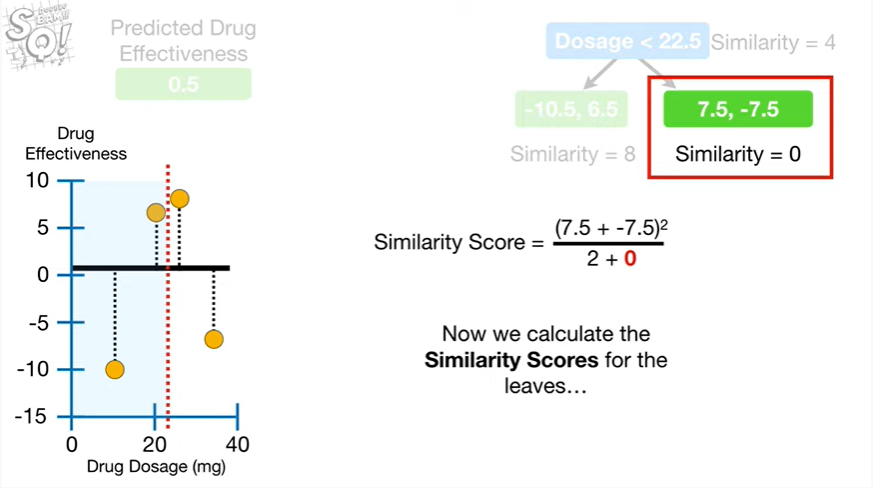 STATQUEST!
Predicted Drug
Effectiveness
0.5
Dosage < 22.5
Similarity = 4
-10.5, 6.5
7.5, -7.5
Similarity = 8
Similarity = 0
Drug
Effectiveness
10
5
0
-5
-10
-15
0
20
40
Drug Dosage (mg)
Similarity Score =
(7.5 + -7.5)²
2 + 0
Now we calculate the
Similarity Scores for the
leaves…